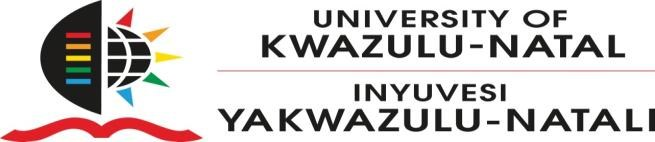 UNIVERSITY OF
KWAZULU-NATAL
INYUVESI
YAKWAZULU-NATALI